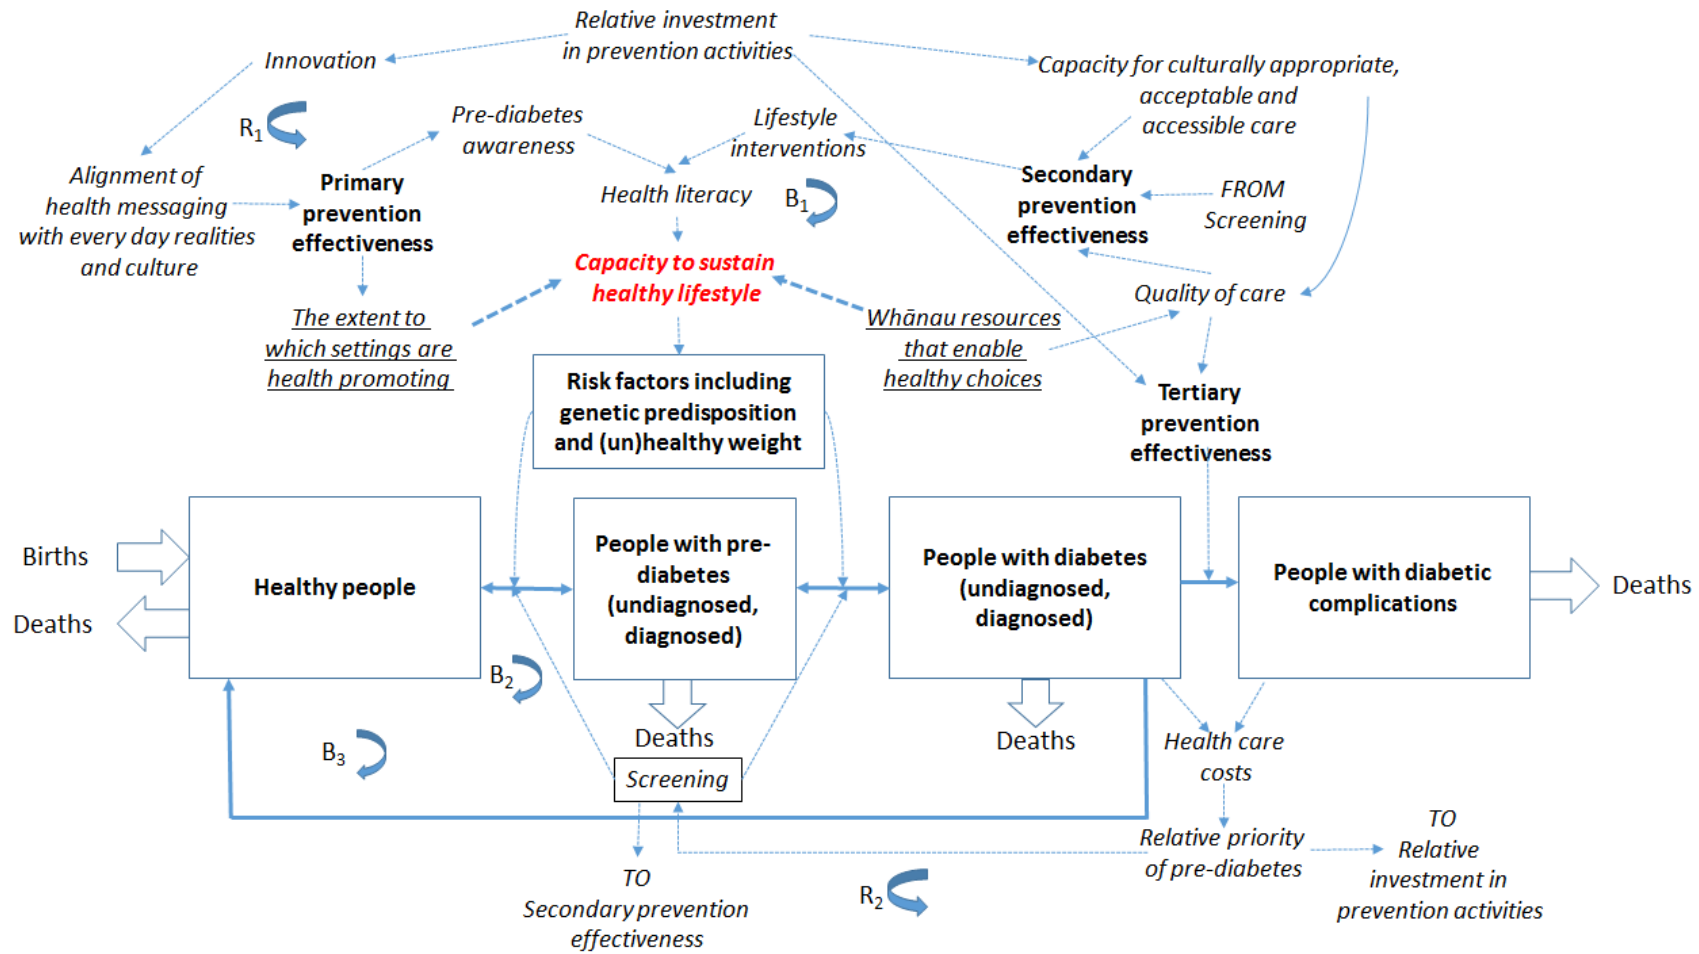 Relative investment
in prevention activities
Innovation
Capacity for culturally appropriate,
acceptable and
accessible care
R1
Pre-diabetes
awareness
Lifestyle
interventions
Alignment of
health messaging
with every day realities
and culture
Primary
prevention
effectiveness
Health literacy
B1
Secondary
prevention
effectiveness
FROM
Screening
Capacity to sustain
healthy lifestyle
Quality of care
The extent to
which settings are
health promoting
Whānau resources
that enable
healthy choices
Risk factors including
genetic predisposition
and (un)healthy weight
Tertiary
prevention
effectiveness
Births
Deaths
Healthy people
People with pre-
diabetes
(undiagnosed,
diagnosed)
People with diabetes
(undiagnosed,
diagnosed)
People with diabetic
complications
Deaths
B2
Deaths
Deaths
B3
Screening
Health care
costs
Relative priority
of pre-diabetes
TO
Relative
investment in
prevention activities
TO
Secondary prevention
effectiveness
R2